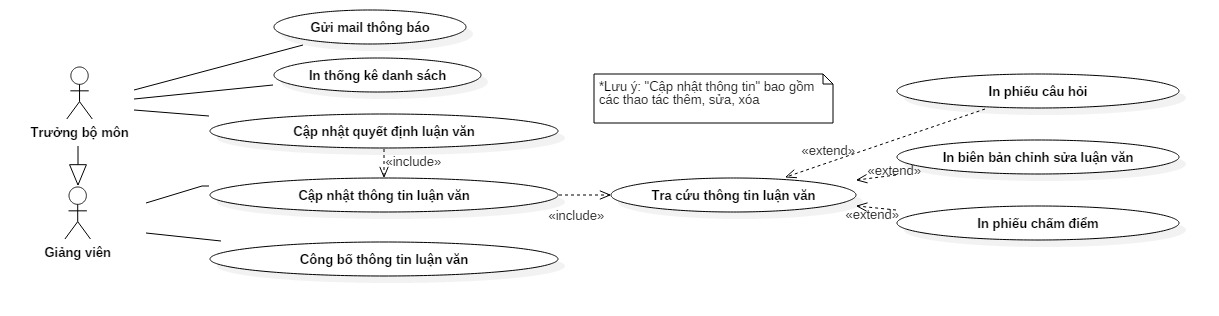 Gửi mail thông báo
In thống kê danh sách
*Lưu ý: "Cập nhật thông tin" bao gồm
các thao tác thêm, sửa, xóa
In phiếu câu hỏi
Trưởng bộ môn
Cập nhật quyết định luận văn
«include»
«extend»
In biên bản chỉnh sửa luận văn
«extend»
Cập nhật thông tin luận văn
«include»
Tra cứu thông tin luận văn
«extend»
In phiếu chấm điểm
Giảng viên
Công bố thông tin luận văn